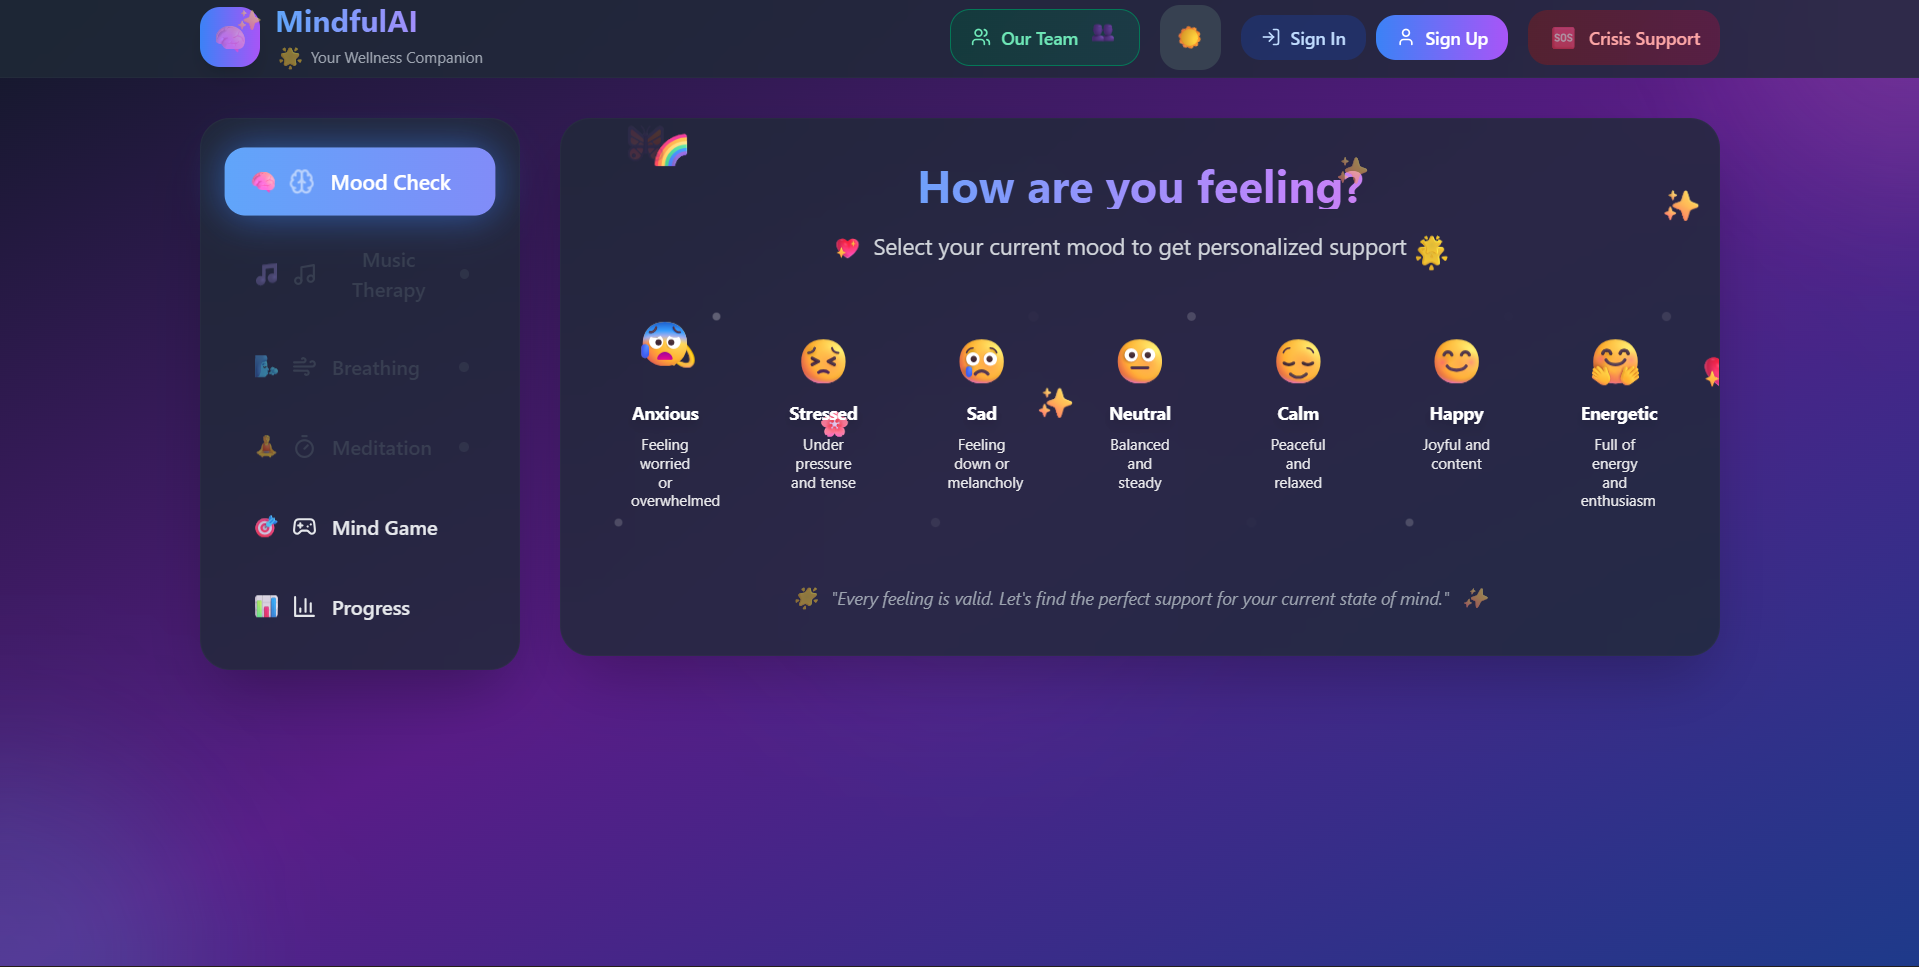 MindfulAI
Your Wellness Companion
Our Team
Sign In
Sign Up
SOS
Crisis Support
Mood Check
Music
Therapy
Breathing
Meditation
Mind Game
Progress
How are you feeling?
Select your current mood to get personalized support
Anxious
Feeling
worried
or
overwhelmed
Stressed
Under
pressure
and tense
Sad
Feeling
down or
melancholy
Neutral
Balanced
and
steady
Calm
Peaceful
and
relaxed
Happy
Joyful and
content
Energetic
Full of
energy
and
enthusiasm
"Every feeling is valid. Let's find the perfect support for your current state of mind."